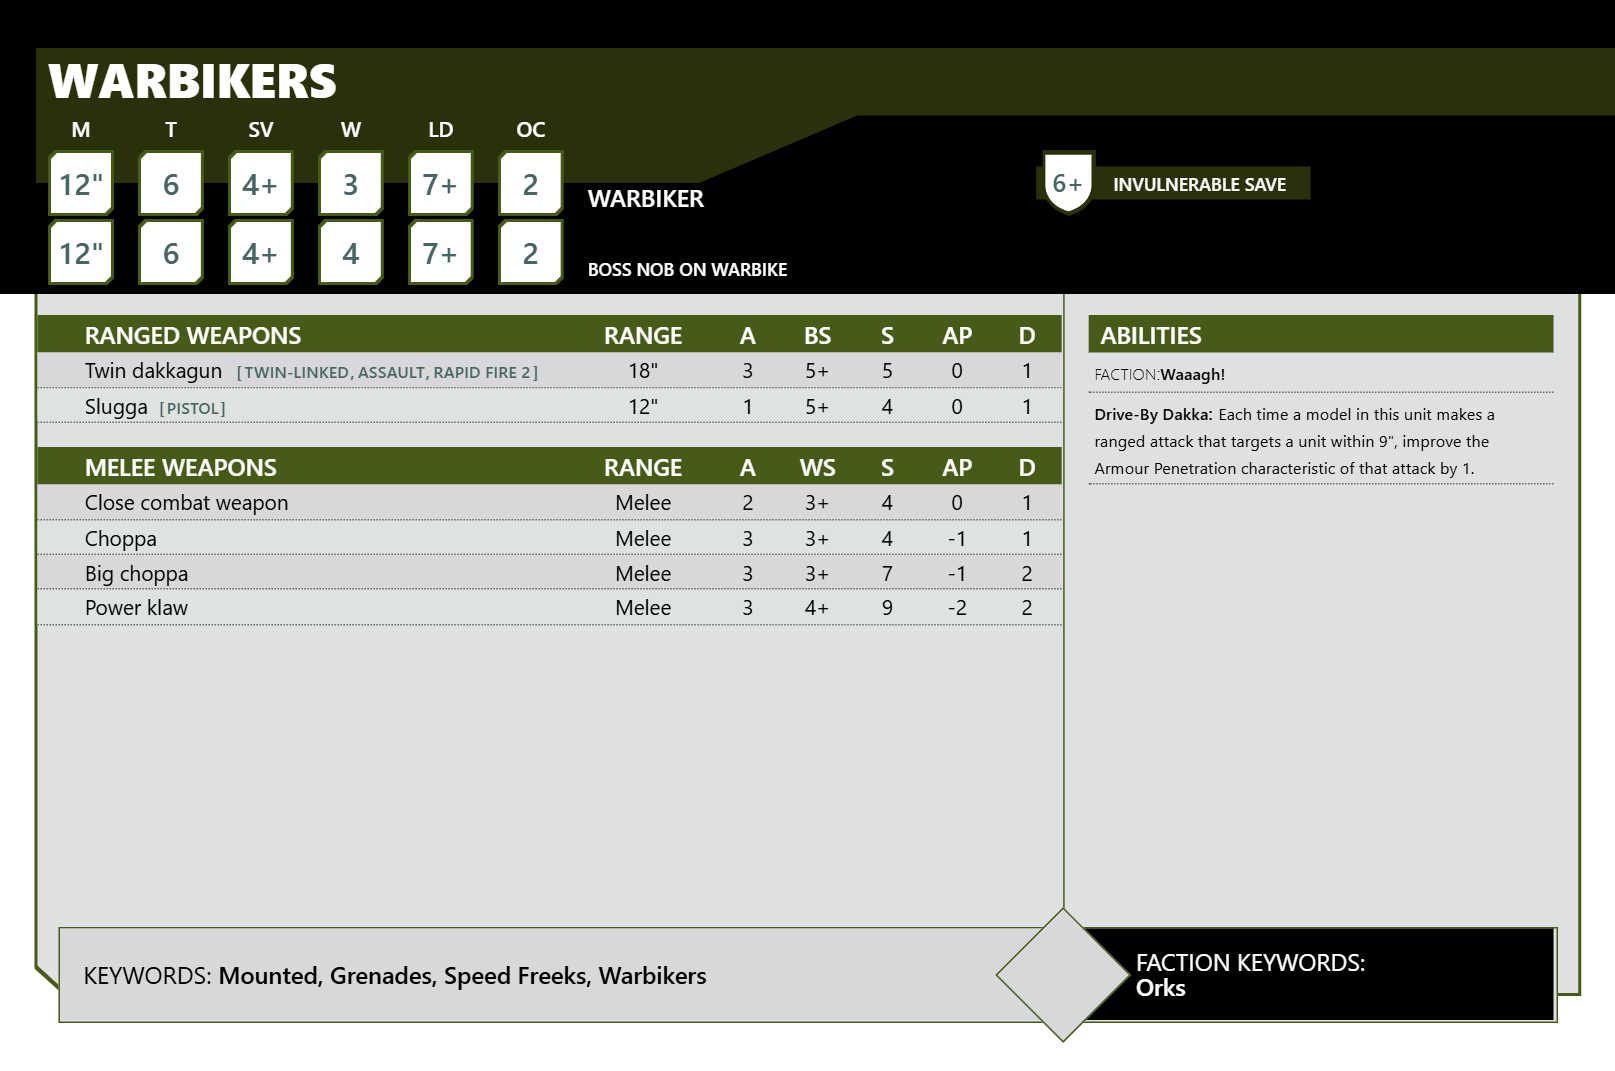 WARBIKERS
M T SV W LD OC
12" 6 4+ 3 7+ 2 WARBIKER
6+ INVULNERABLE SAVE
12" 6 4+ 4 7+ 2 BOSS NOB ON WARBIKE
RANGED WEAPONS RANGE A BS S AP D
Twin dakkagun [TWIN-LINKED, ASSAULT, RAPID FIRE 2] 18" 3 5+ 5 0 1
Slugga [PISTOL] 12" 1 5+ 4 0 1
MELEE WEAPONS RANGE A WS S AP D
Close combat weapon Melee 2 3+ 4 0 1
Choppa Melee 3 3+ 4 -1 1
Big choppa Melee 3 3+ 7 -1 2
Power klaw Melee 3 4+ 9 -2 2
ABILITIES
FACTION:Waaagh!
Drive-By Dakka: Each time a model in this unit makes a
ranged attack that targets a unit within 9", improve the
Armour Penetration characteristic of that attack by 1.
KEYWORDS: Mounted, Grenades, Speed Freeks, Warbikers
FACTION KEYWORDS:
Orks